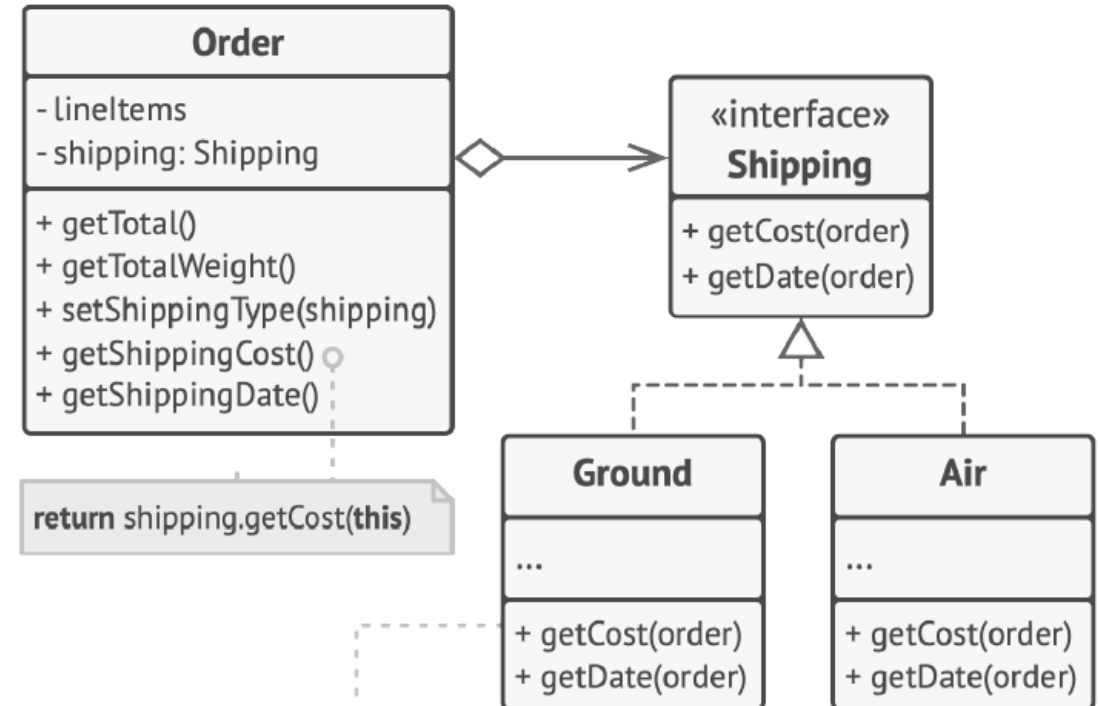 Order
- lineItems
- shipping: Shipping
+ getTotal()
+ getTotalWeight()
+ setShippingType(shipping)
+ getShippingCost()
+ getShippingDate()
return shipping.getCost(this)
«interface»
Shipping
+ getCost(order)
+ getDate(order)
Ground
...
+ getCost(order)
+ getDate(order)
Air
...
+ getCost(order)
+ getDate(order)